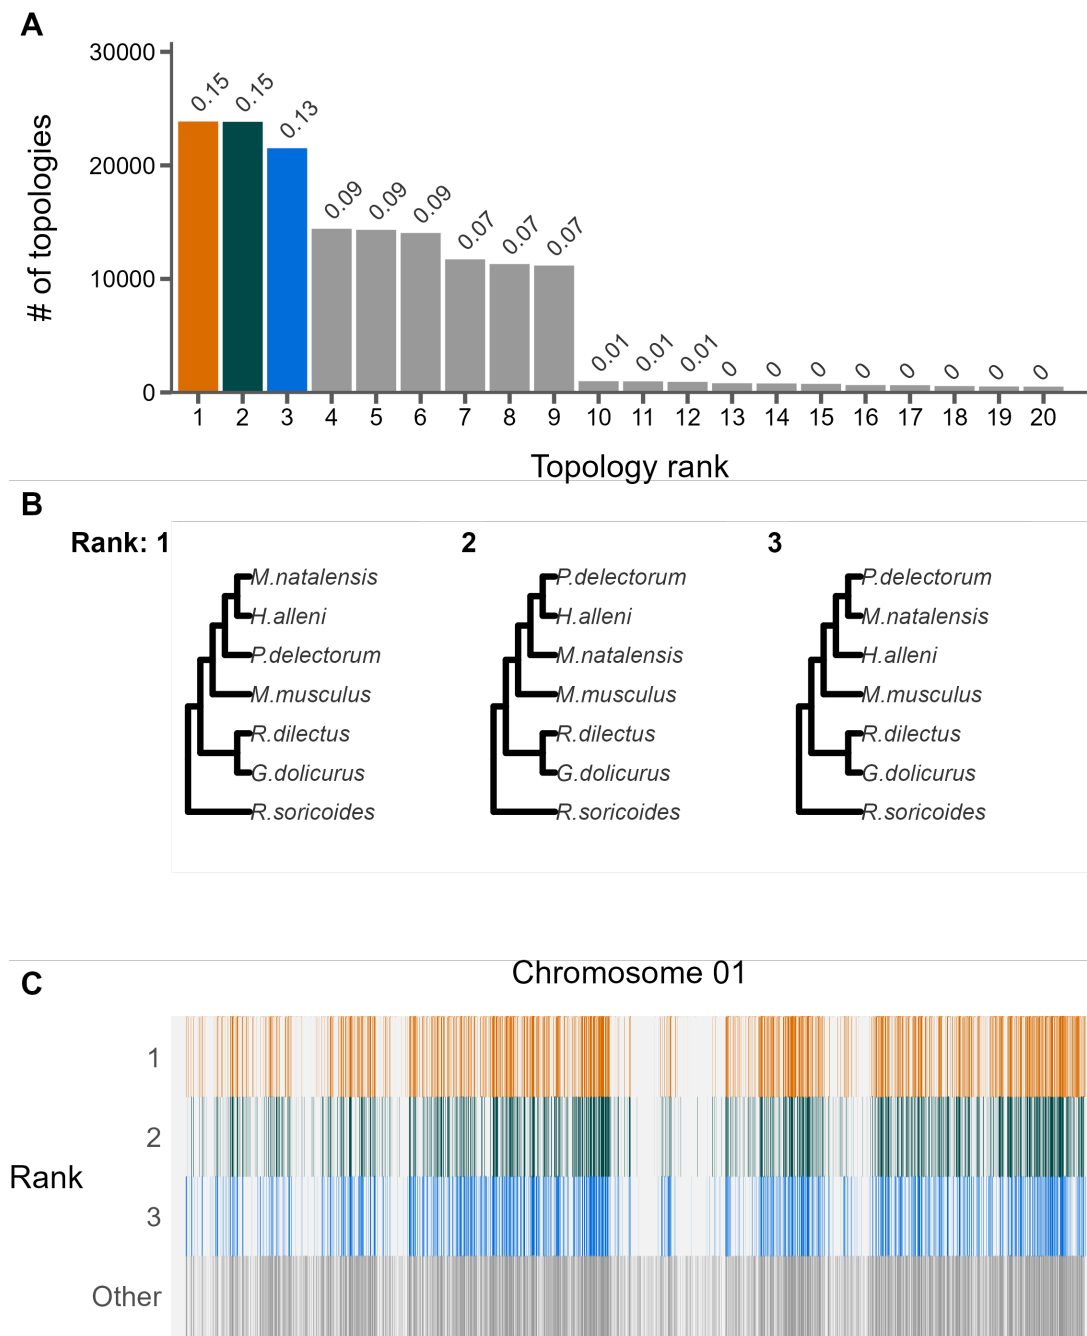 A
30000
20000
10000
0
# of topologies
0.15 0.15 0.13 0.09 0.09 0.09 0.07 0.07 0.07 0.01 0.01 0.01 0 0 0 0 0 0 0 0
1 2 3 4 5 6 7 8 9 10 11 12 13 14 15 16 17 18 19 20
Topology rank
B
Rank: 1 2 3
M.natalensis P.delectorum P.delectorum
H.alleni H.alleni M.natalensis
P.delectorum M.natalensis H.alleni
M.musculus M.musculus M.musculus
R.dilectus R.dilectus R.dilectus
G.dolicurus G.dolicurus G.dolicurus
R.soricoides R.soricoides R.soricoides
C
Chromosome 01
Rank
1
2
3
Other